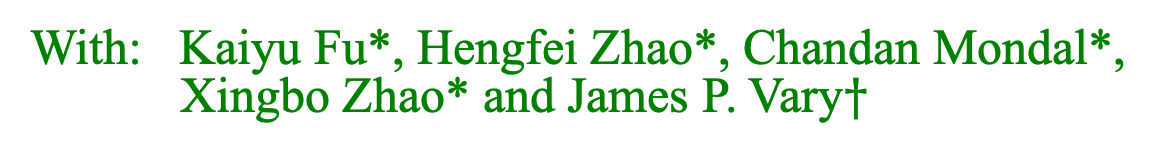 With: Kaiyu Fu*, Hengfei Zhao*, Chandan Mondal*,
Xingbo Zhao* and James P. Vary†